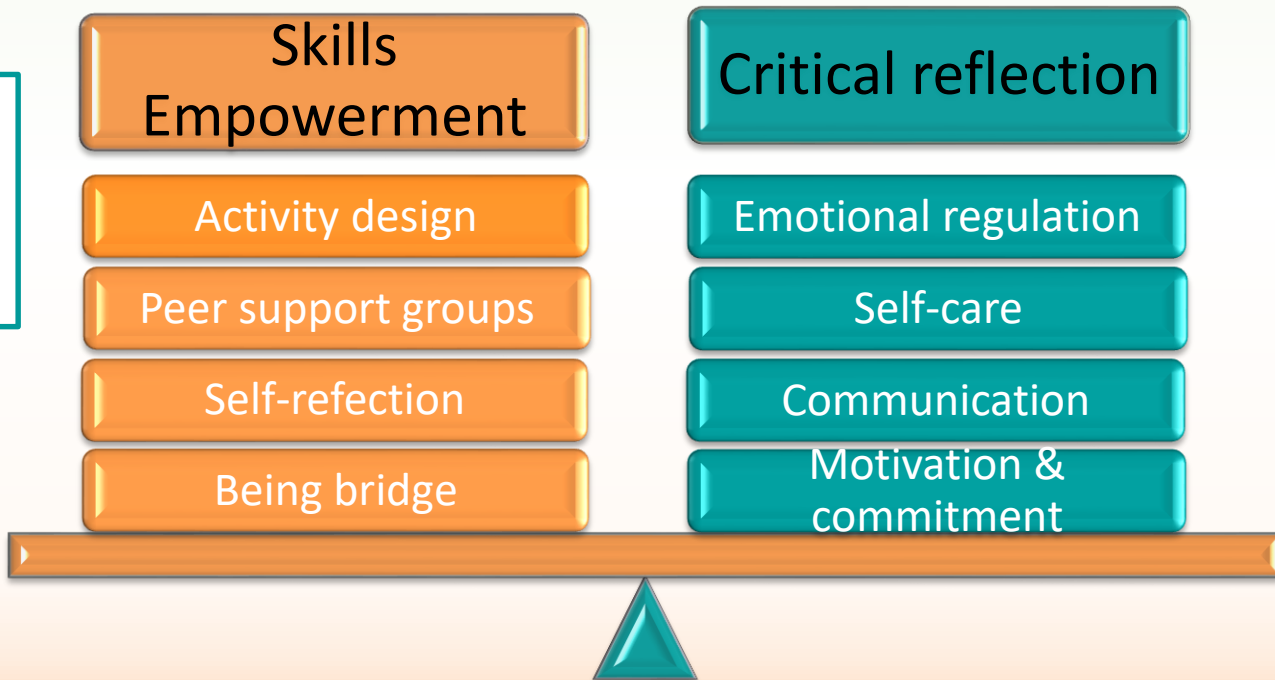 Skills
Empowerment
Activity design
Peer support groups
Self-refection
Being bridge
Critical reflection
Emotional regulation
Self-care
Communication
Motivation &
commitment